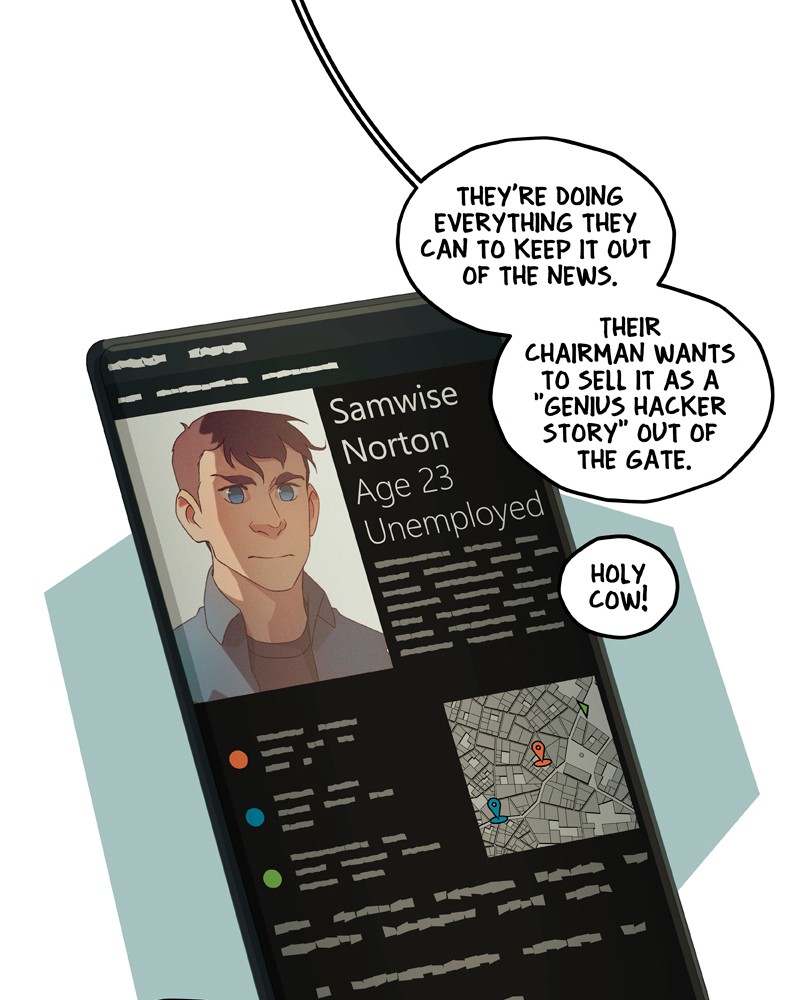 THEY'RE DOING
EVERYTHING THEY
CAN TO KEEP IT OUT
OF THE NEWS.
THEIR
CHAIRMAN WANTS
TO SELL IT AS A
"GENIUS HACKER
STORY" OUT OF
THE GATE.
Samwise
Norton
Age 23
Unemployed
HOLY
COW!